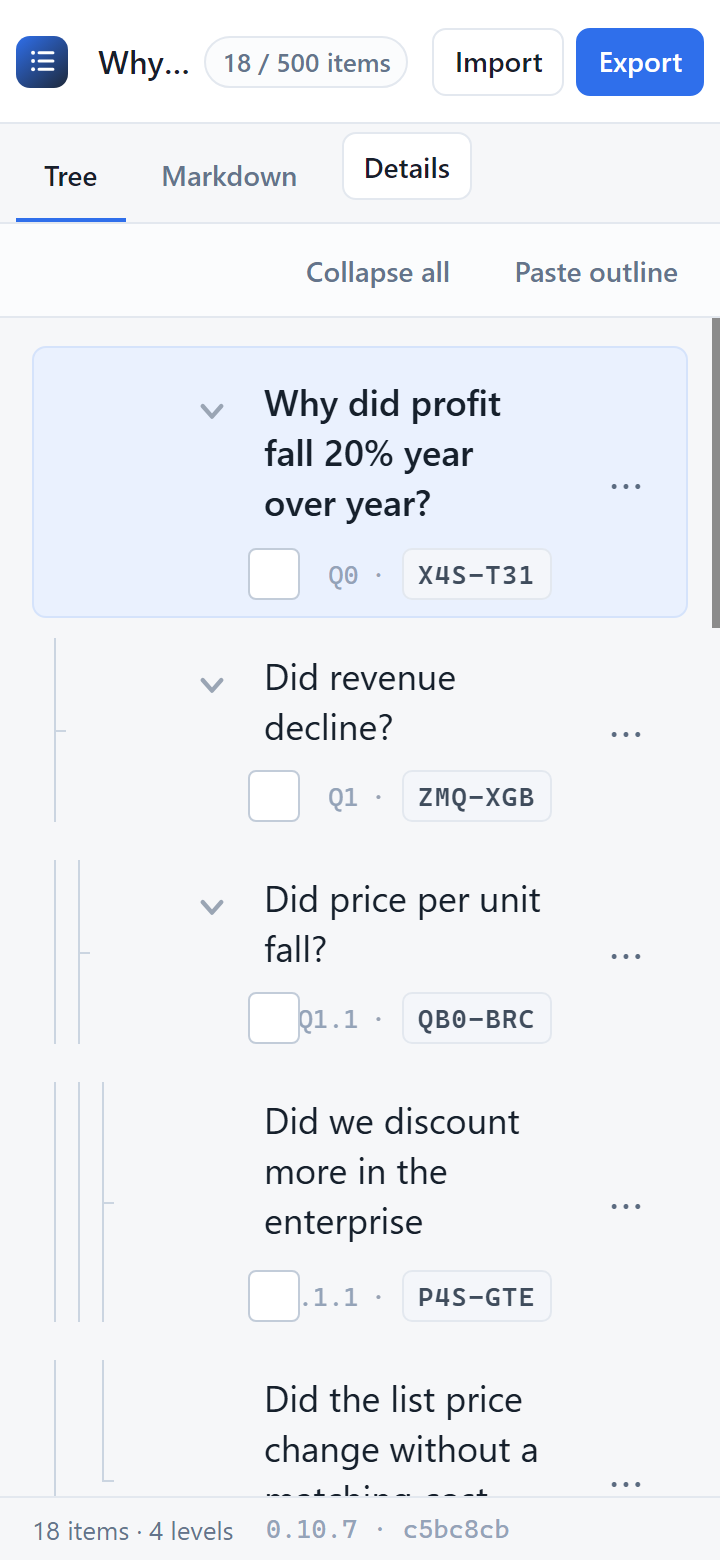 Why... 18 / 500 items Import Export
Tree Markdown Details
Collapse all Paste outline
Why did profit
fall 20% year
over year?
...
Q0 · X4S-T31
Did revenue
decline?
...
Q1 · ZMQ-XGB
Did price per unit
fall?
...
Q1.1 · QB0-BRC
Did we discount
more in the
enterprise
...
.1.1 · P4S-GTE
Did the list price
change without a
matching cost
...
18 items · 4 levels 0.10.7 · c5bc8cb